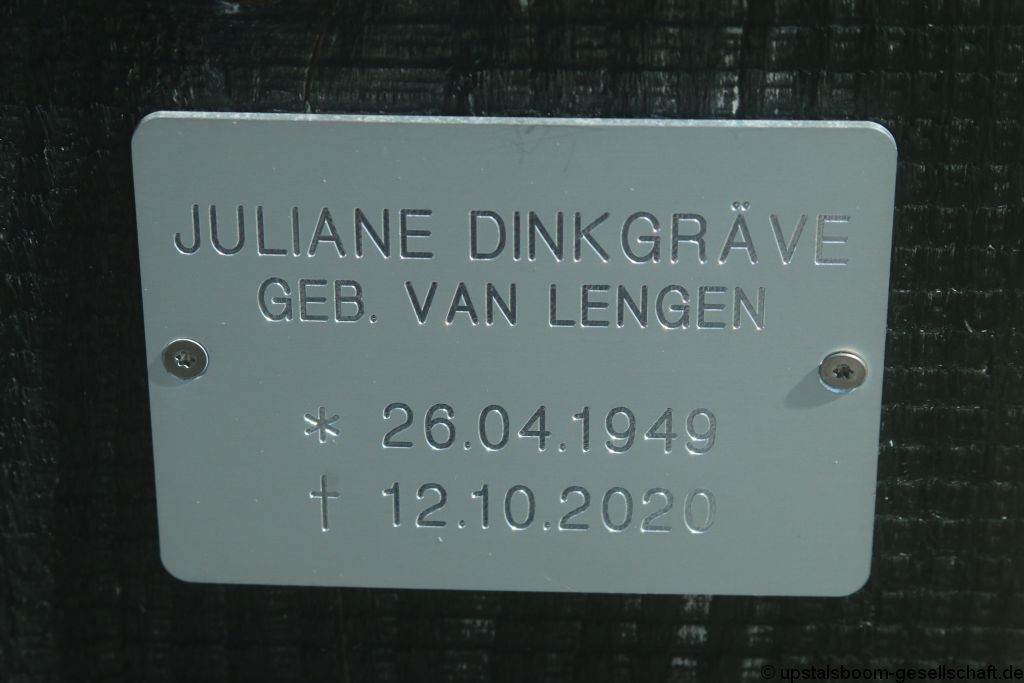 JULIANE DINKGRÄVE
GEB. VAN LENGEN
* 26.04.1949
† 12.10.2020
© upstalsboom-gesellschaft.de